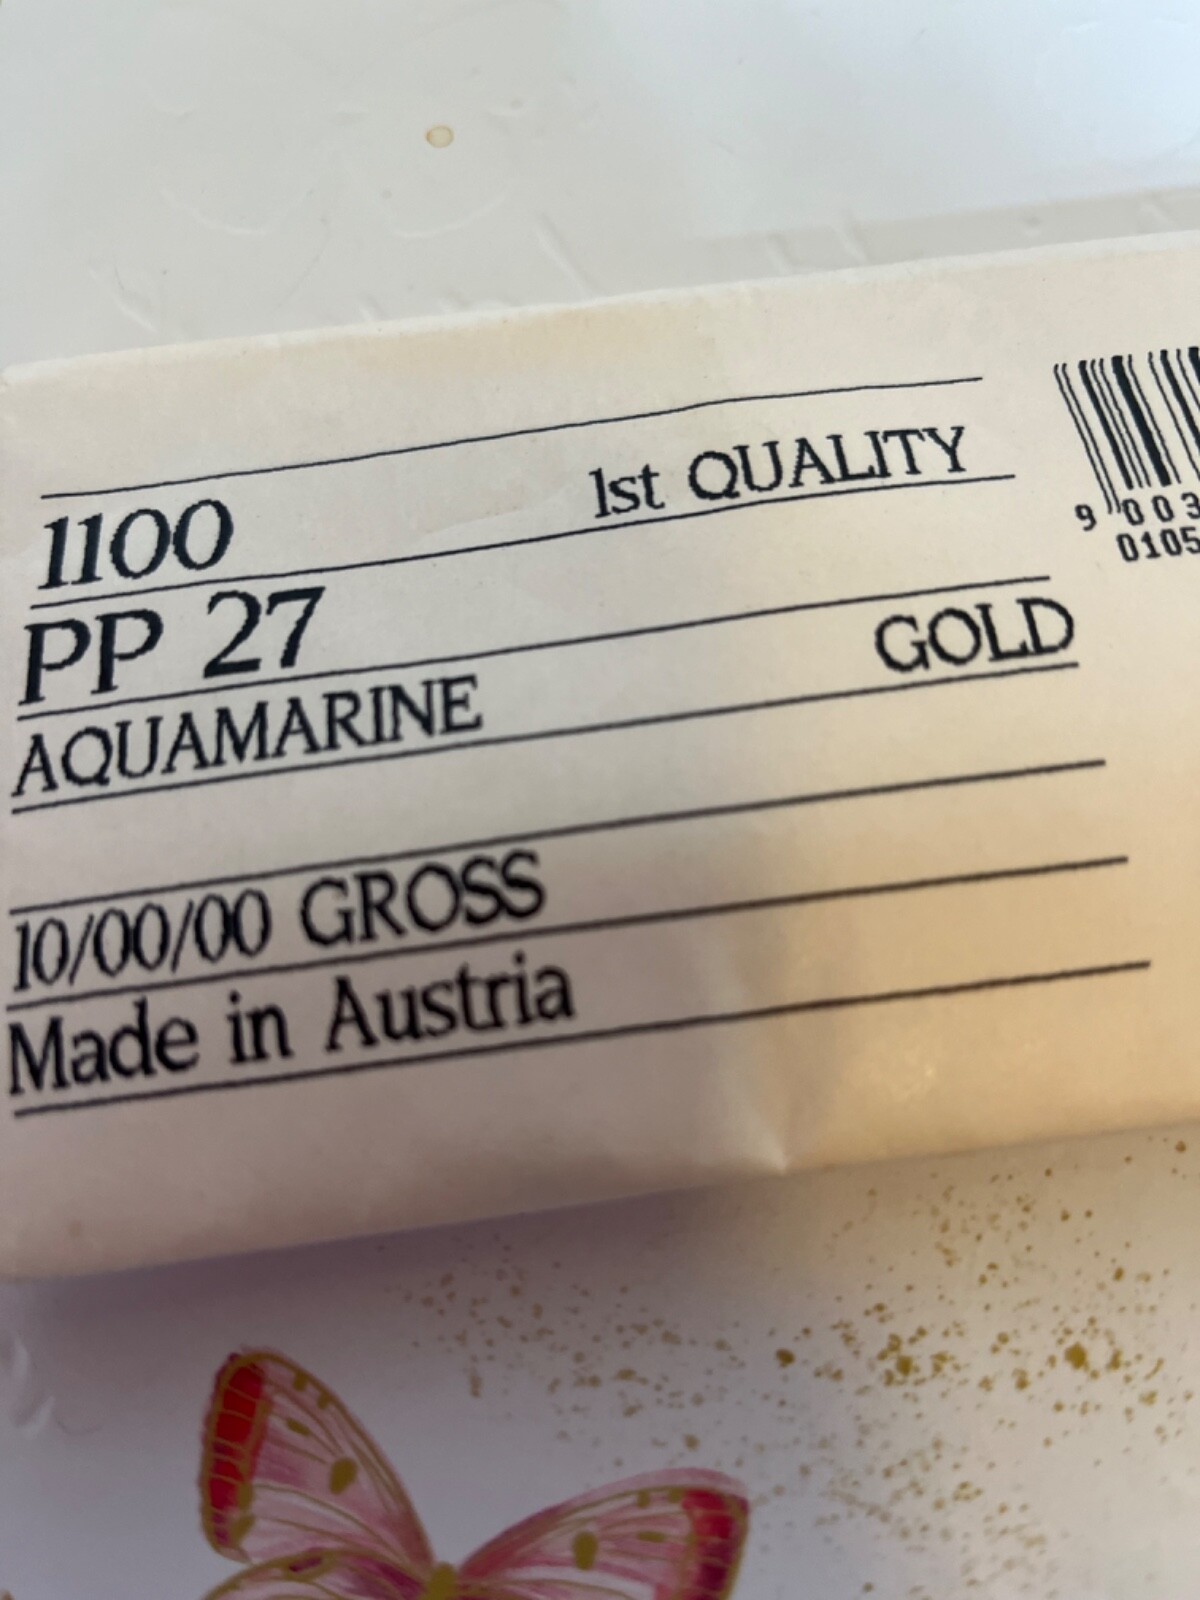 1100 1st QUALITY
PP 27
AQUAMARINE GOLD
10/00/00 GROSS
Made in Austria
9 003
0105